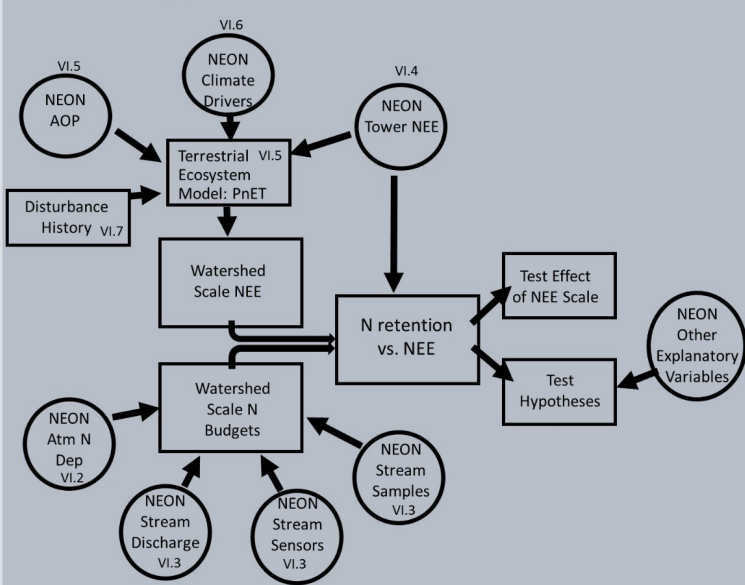 VI.6
NEON
Climate
Drivers
VI.5
NEON
AOP
VI.4
NEON
Tower NEE
Terrestrial VI.5
Ecosystem
Model: PnET
Disturbance
History VI.7
Watershed
Scale NEE
Test Effect
of NEE Scale
N retention
vs. NEE
NEON
Other
Explanatory
Variables
Test
Hypotheses
Watershed
Scale N
Budgets
NEON
Atm N
Dep
VI.2
NEON
Stream
Samples
VI.3
NEON
Stream
Discharge
VI.3
NEON
Stream
Sensors
VI.3